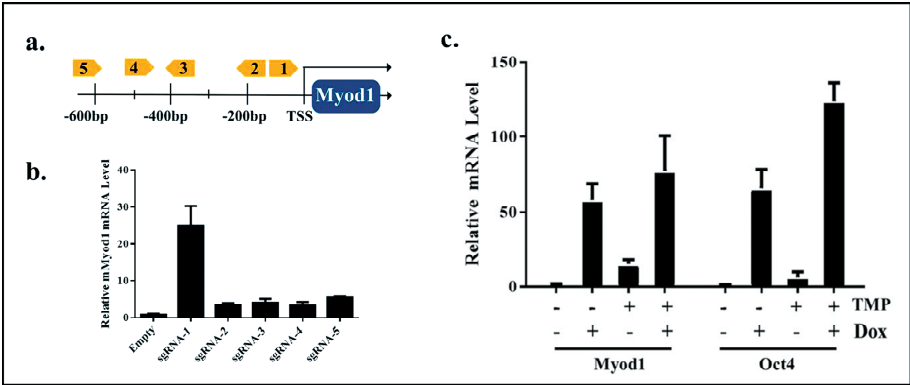 a.
5 4 3 2 1
Myod1
-600bp -400bp -200bp TSS
b.
Relative mMyod1 mRNA Level
40
30
20
10
0
Empty sgRNA-1 sgRNA-2 sgRNA-3 sgRNA-4 sgRNA-5
c.
Relative mRNA Level
150
100
50
0
- - + + - - + + TMP
- + - + - + - + Dox
Myod1 Oct4